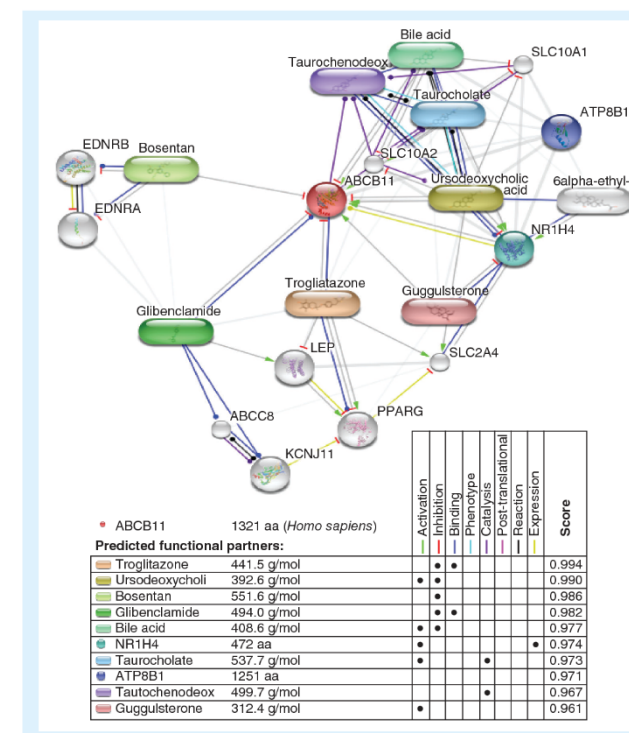 Bile acid
SLC10A1
Taurochenodeox
Taurocholate
ATP8B1
EDNRB
Bosentan
SLC10A2
ABCB11
Ursodeoxycholic
acid
6alpha-ethyl-
EDNRA
NR1H4
Trogliatazone
Guggulsterone
Glibenclamide
LEP
SLC2A4
ABCC8
PPARG
KCNJ11
Activation
Inhibition
Binding
Phenotype
Catalysis
Post-translational
Reaction
Expression
Score
ABCB11 1321 aa (Homo sapiens)
Predicted functional partners:
Troglitazone 441.5 g/mol 0.994
Ursodeoxycholi 392.6 g/mol 0.990
Bosentan 551.6 g/mol 0.986
Glibenclamide 494.0 g/mol 0.982
Bile acid 408.6 g/mol 0.977
NR1H4 472 aa 0.974
Taurocholate 537.7 g/mol 0.973
ATP8B1 1251 aa 0.971
Tautochenodeox 499.7 g/mol 0.967
Guggulsterone 312.4 g/mol 0.961